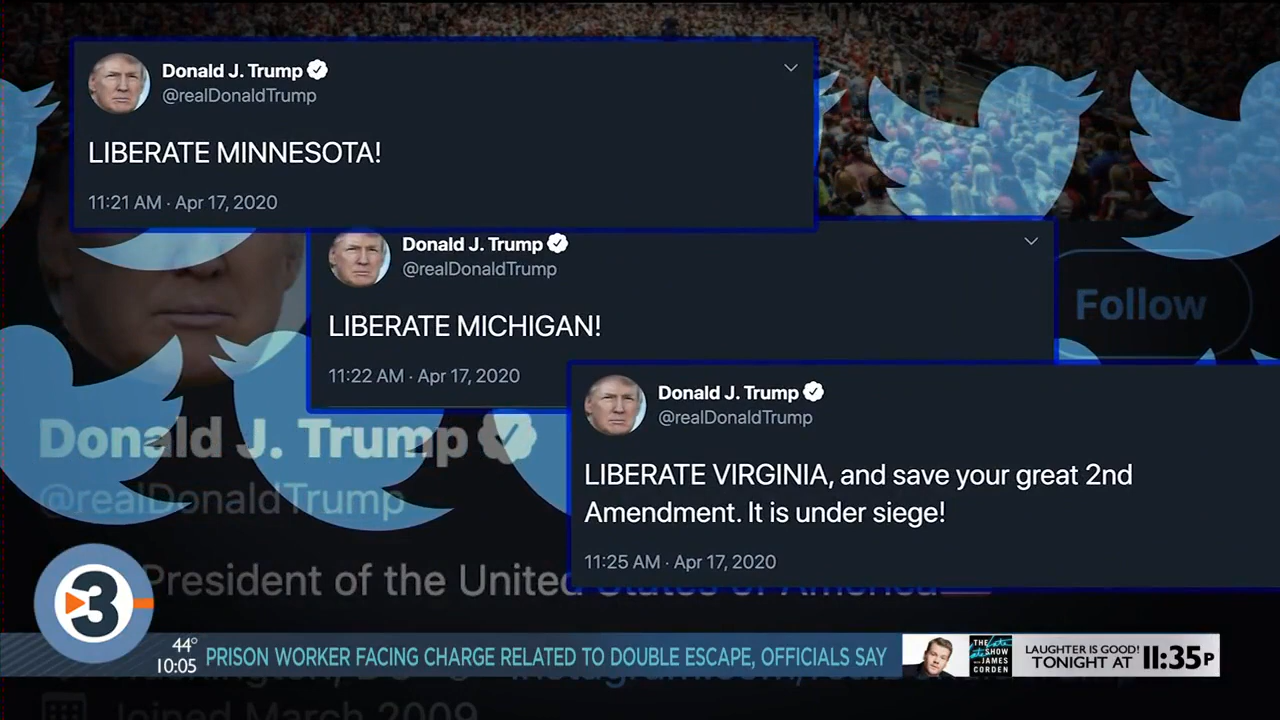 Donald J. Trump
@realDonaldTrump
LIBERATE MINNESOTA!
11:21 AM · Apr 17, 2020
Donald J. Trump
@realDonaldTrump
LIBERATE MICHIGAN!
11:22 AM · Apr 17, 2020
Follow
Donald J. Trump
@realDonaldTrump
LIBERATE VIRGINIA, and save your great 2nd
Amendment. It is under siege!
11:25 AM · Apr 17, 2020
Donald J. Trump
@realDonaldTrump
President of the United States of America
3
44°
10:05
PRISON WORKER FACING CHARGE RELATED TO DOUBLE ESCAPE, OFFICIALS SAY
THE
LATE LATE
SHOW
WITH JAMES
CORDEN
LAUGHTER IS GOOD!
TONIGHT AT 11:35P
Joined March 2009